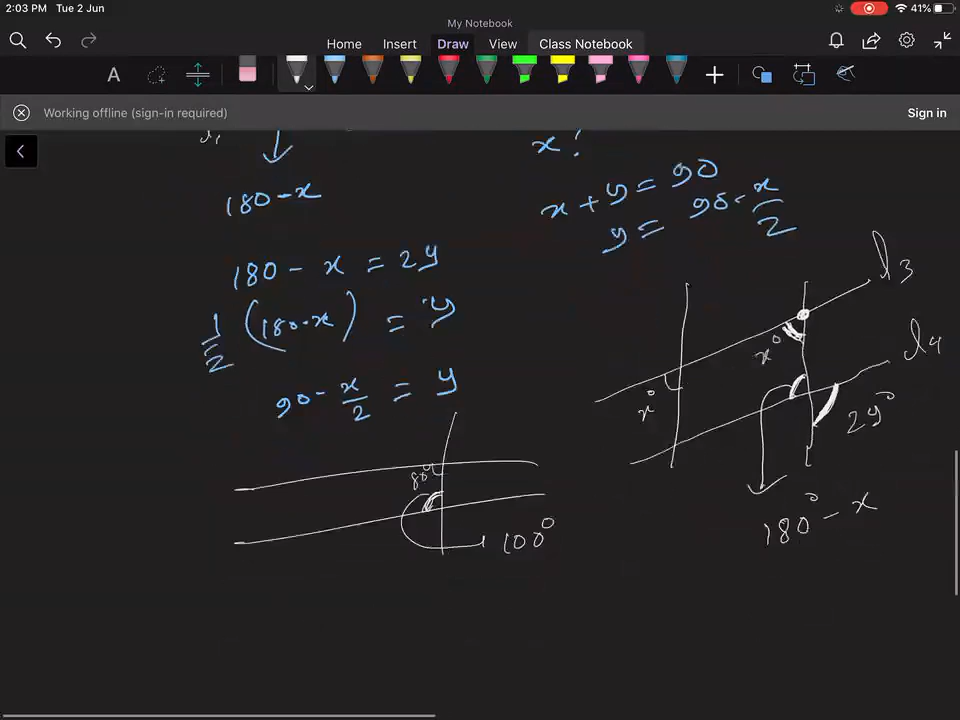 2:03 PM Tue 2 Jun
41%
My Notebook
Home Insert Draw View Class Notebook
A
Working offline (sign-in required)
Sign in
x?
180-x
x + y = 90
y = 90 - x/2
180 - x = 2y
1/2 (180-x) = y
90 - x/2 = y
l3
x°
x°
l4
2y°
80°
100°
180° - x